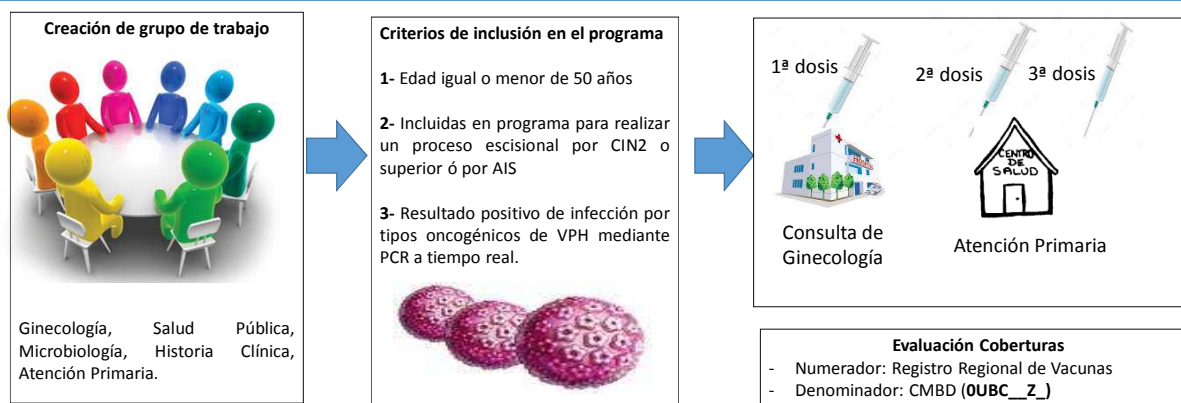 Creación de grupo de trabajo
Ginecología, Salud Pública,
Microbiología, Historia Clínica,
Atención Primaria.
Criterios de inclusión en el programa
1- Edad igual o menor de 50 años
2- Incluidas en programa para realizar
un proceso escisional por CIN2 o
superior ó por AIS
3- Resultado positivo de infección por
tipos oncogénicos de VPH mediante
PCR a tiempo real.
1ª dosis
2ª dosis
3ª dosis
HOSPITAL
CENTRO
DE
SALUD
Consulta de
Ginecología
Atención Primaria
Evaluación Coberturas
- Numerador: Registro Regional de Vacunas
- Denominador: CMBD (0UBC__Z_)